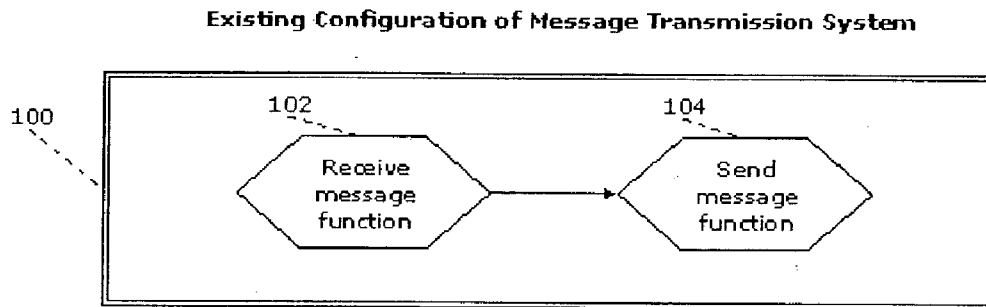 Existing Configuration of Message Transmission System
100
102
104
Receive
message
function
Send
message
function